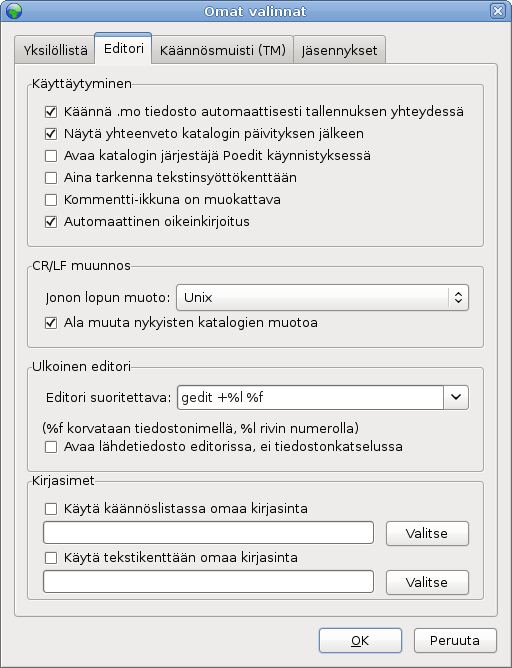 Omat valinnat
Yksilöllistä
Editori
Käännösmuisti (TM)
Jäsennykset
Käyttäytyminen
Käännä .mo tiedosto automaattisesti tallennuksen yhteydessä
Näytä yhteenveto katalogin päivityksen jälkeen
Avaa katalogin järjestäjä Poedit käynnistyksessä
Aina tarkenna tekstinsyöttökenttään
Kommentti-ikkuna on muokattava
Automaattinen oikeinkirjoitus
CR/LF muunnos
Jonon lopun muoto: Unix
Ala muuta nykyisten katalogien muotoa
Ulkoinen editori
Editori suoritettava: gedit +%l %f
(%f korvataan tiedostonimellä, %l rivin numerolla)
Avaa lähdetiedosto editorissa, ei tiedostonkatselussa
Kirjasimet
Käytä käännöslistassa omaa kirjasinta
Valitse
Käytä tekstikenttään omaa kirjasinta
Valitse
OK
Peruuta